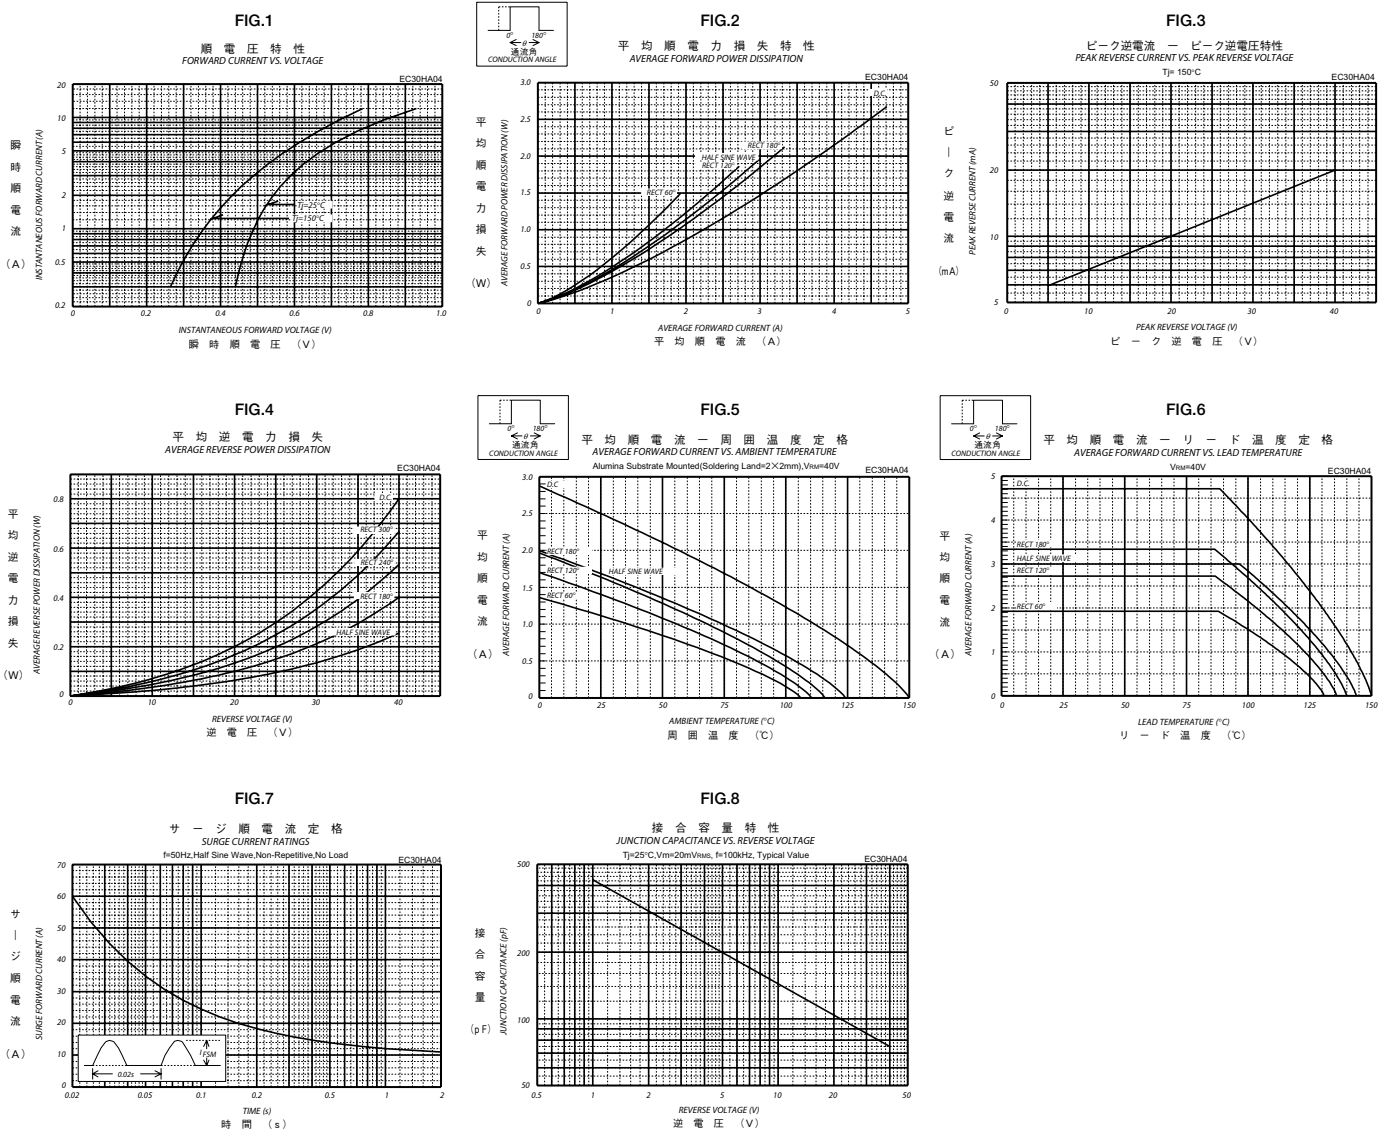 FIG.1
順電圧特性
FORWARD CURRENT VS. VOLTAGE
EC30HA04
瞬時順電流 (A)
INSTANTANEOUS FORWARD CURRENT (A)
20
10
5
2
1
0.5
0.2
Tj=25°C
Tj=150°C
0 0.2 0.4 0.6 0.8 1.0
INSTANTANEOUS FORWARD VOLTAGE (V)
瞬時順電圧 (V)
0° 180°
θ
通流角
CONDUCTION ANGLE
FIG.2
平均順電力損失特性
AVERAGE FORWARD POWER DISSIPATION
EC30HA04
平均順電力損失 (W)
AVERAGE FORWARD POWER DISSIPATION (W)
3.0
2.5
2.0
1.5
1.0
0.5
0
D.C.
RECT 180°
HALF SINE WAVE
RECT 120°
RECT 60°
0 1 2 3 4 5
AVERAGE FORWARD CURRENT (A)
平均順電流 (A)
FIG.3
ピーク逆電流 ー ピーク逆電圧特性
PEAK REVERSE CURRENT VS. PEAK REVERSE VOLTAGE
Tj= 150°C
EC30HA04
ピーク逆電流 (mA)
PEAK REVERSE CURRENT (mA)
50
20
10
5
0 10 20 30 40
PEAK REVERSE VOLTAGE (V)
ピーク逆電圧 (V)
FIG.4
平均逆電力損失
AVERAGE REVERSE POWER DISSIPATION
EC30HA04
平均逆電力損失 (W)
AVERAGE REVERSE POWER DISSIPATION (W)
0.8
0.6
0.4
0.2
0
D.C.
RECT 300°
RECT 240°
RECT 180°
HALF SINE WAVE
0 10 20 30 40
REVERSE VOLTAGE (V)
逆電圧 (V)
0° 180°
θ
通流角
CONDUCTION ANGLE
FIG.5
平均順電流ー周囲温度定格
AVERAGE FORWARD CURRENT VS. AMBIENT TEMPERATURE
Alumina Substrate Mounted(Soldering Land=2×2mm),VRM=40V
EC30HA04
平均順電流 (A)
AVERAGE FORWARD CURRENT (A)
3.0
2.5
2.0
1.5
1.0
0.5
0
D.C
RECT 180°
HALF SINE WAVE
RECT 120°
RECT 60°
0 25 50 75 100 125 150
AMBIENT TEMPERATURE (°C)
周囲温度 (℃)
0° 180°
θ
通流角
CONDUCTION ANGLE
FIG.6
平均順電流ーリード温度定格
AVERAGE FORWARD CURRENT VS. LEAD TEMPERATURE
VRM=40V
EC30HA04
平均順電流 (A)
AVERAGE FORWARD CURRENT (A)
5
4
3
2
1
0
D.C.
RECT 180°
HALF SINE WAVE
RECT 120°
RECT 60°
0 25 50 75 100 125 150
LEAD TEMPERATURE (°C)
リード温度 (℃)
FIG.7
サージ順電流定格
SURGE CURRENT RATINGS
f=50Hz,Half Sine Wave,Non-Repetitive,No Load
EC30HA04
サージ順電流 (A)
SURGE FORWARD CURRENT (A)
70
60
50
40
30
20
10
0
IFSM
0.02s
0.02 0.05 0.1 0.2 0.5 1 2
TIME (s)
時間 (s)
FIG.8
接合容量特性
JUNCTION CAPACITANCE VS. REVERSE VOLTAGE
Tj=25°C,Vm=20mVRMS, f=100kHz, Typical Value
EC30HA04
接合容量 (pF)
JUNCTION CAPACITANCE (pF)
500
200
100
50
0.5 1 2 5 10 20 50
REVERSE VOLTAGE (V)
逆電圧 (V)